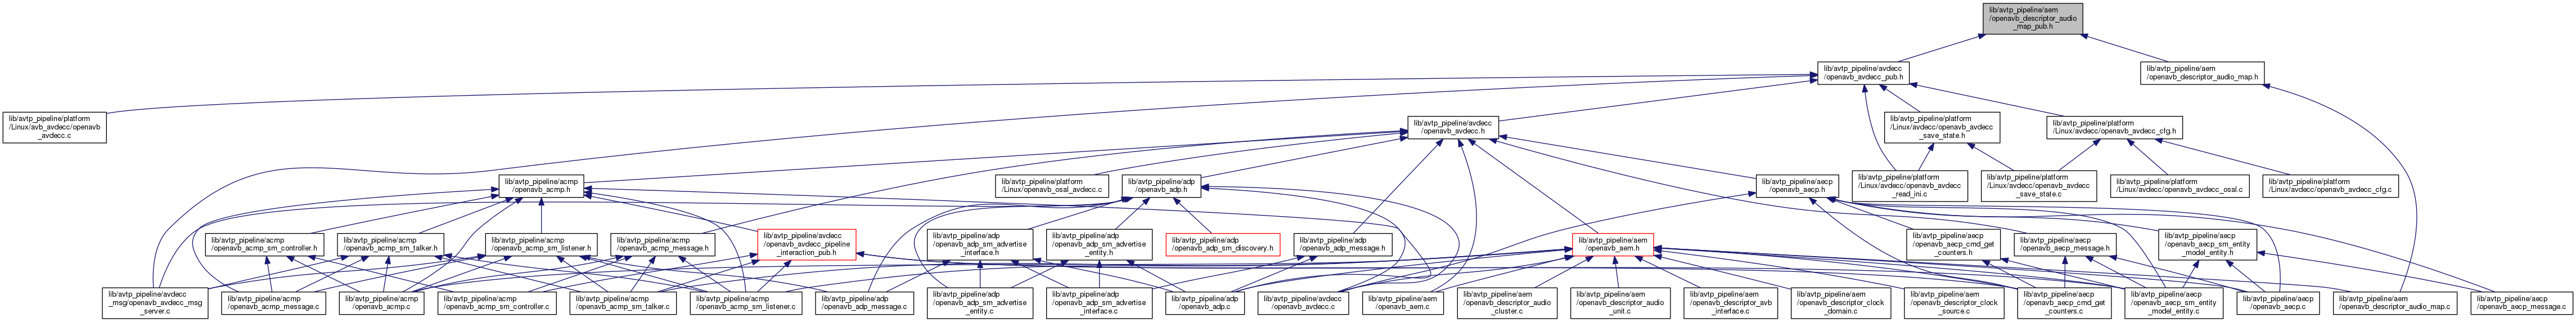 lib/avtp_pipeline/aem
/openavb_descriptor_audio
_map_pub.h
lib/avtp_pipeline/avdecc
/openavb_avdecc_pub.h
lib/avtp_pipeline/aem
/openavb_descriptor_audio_map.h
lib/avtp_pipeline/platform
/Linux/avb_avdecc/openavb
_avdecc.c
lib/avtp_pipeline/avdecc
/openavb_avdecc.h
lib/avtp_pipeline/platform
/Linux/avdecc/openavb_avdecc
_save_state.h
lib/avtp_pipeline/platform
/Linux/avdecc/openavb_avdecc_cfg.h
lib/avtp_pipeline/acmp
/openavb_acmp.h
lib/avtp_pipeline/platform
/Linux/openavb_osal_avdecc.c
lib/avtp_pipeline/adp
/openavb_adp.h
lib/avtp_pipeline/aecp
/openavb_aecp.h
lib/avtp_pipeline/platform
/Linux/avdecc/openavb_avdecc
_read_ini.c
lib/avtp_pipeline/platform
/Linux/avdecc/openavb_avdecc
_save_state.c
lib/avtp_pipeline/platform
/Linux/avdecc/openavb_avdecc_osal.c
lib/avtp_pipeline/platform
/Linux/avdecc/openavb_avdecc_cfg.c
lib/avtp_pipeline/acmp
/openavb_acmp_sm_controller.h
lib/avtp_pipeline/acmp
/openavb_acmp_sm_talker.h
lib/avtp_pipeline/acmp
/openavb_acmp_sm_listener.h
lib/avtp_pipeline/acmp
/openavb_acmp_message.h
lib/avtp_pipeline/avdecc
/openavb_avdecc_pipeline
_interaction_pub.h
lib/avtp_pipeline/adp
/openavb_adp_sm_advertise
_interface.h
lib/avtp_pipeline/adp
/openavb_adp_sm_advertise
_entity.h
lib/avtp_pipeline/adp
/openavb_adp_sm_discovery.h
lib/avtp_pipeline/adp
/openavb_adp_message.h
lib/avtp_pipeline/aem
/openavb_aem.h
lib/avtp_pipeline/aecp
/openavb_aecp_cmd_get
_counters.h
lib/avtp_pipeline/aecp
/openavb_aecp_message.h
lib/avtp_pipeline/aecp
/openavb_aecp_sm_entity
_model_entity.h
lib/avtp_pipeline/avdecc
_msg/openavb_avdecc_msg
_server.c
lib/avtp_pipeline/acmp
/openavb_acmp_message.c
lib/avtp_pipeline/acmp
/openavb_acmp.c
lib/avtp_pipeline/acmp
/openavb_acmp_sm_controller.c
lib/avtp_pipeline/acmp
/openavb_acmp_sm_talker.c
lib/avtp_pipeline/acmp
/openavb_acmp_sm_listener.c
lib/avtp_pipeline/adp
/openavb_adp_message.c
lib/avtp_pipeline/adp
/openavb_adp_sm_advertise
_entity.c
lib/avtp_pipeline/adp
/openavb_adp_sm_advertise
_interface.c
lib/avtp_pipeline/adp
/openavb_adp.c
lib/avtp_pipeline/avdecc
/openavb_avdecc.c
lib/avtp_pipeline/aem
/openavb_aem.c
lib/avtp_pipeline/aem
/openavb_descriptor_audio
_cluster.c
lib/avtp_pipeline/aem
/openavb_descriptor_audio
_unit.c
lib/avtp_pipeline/aem
/openavb_descriptor_avb
_interface.c
lib/avtp_pipeline/aem
/openavb_descriptor_clock
_domain.c
lib/avtp_pipeline/aem
/openavb_descriptor_clock
_source.c
lib/avtp_pipeline/aecp
/openavb_aecp_cmd_get
_counters.c
lib/avtp_pipeline/aecp
/openavb_aecp_sm_entity
_model_entity.c
lib/avtp_pipeline/aecp
/openavb_aecp.c
lib/avtp_pipeline/aem
/openavb_descriptor_audio_map.c
lib/avtp_pipeline/aecp
/openavb_aecp_message.c